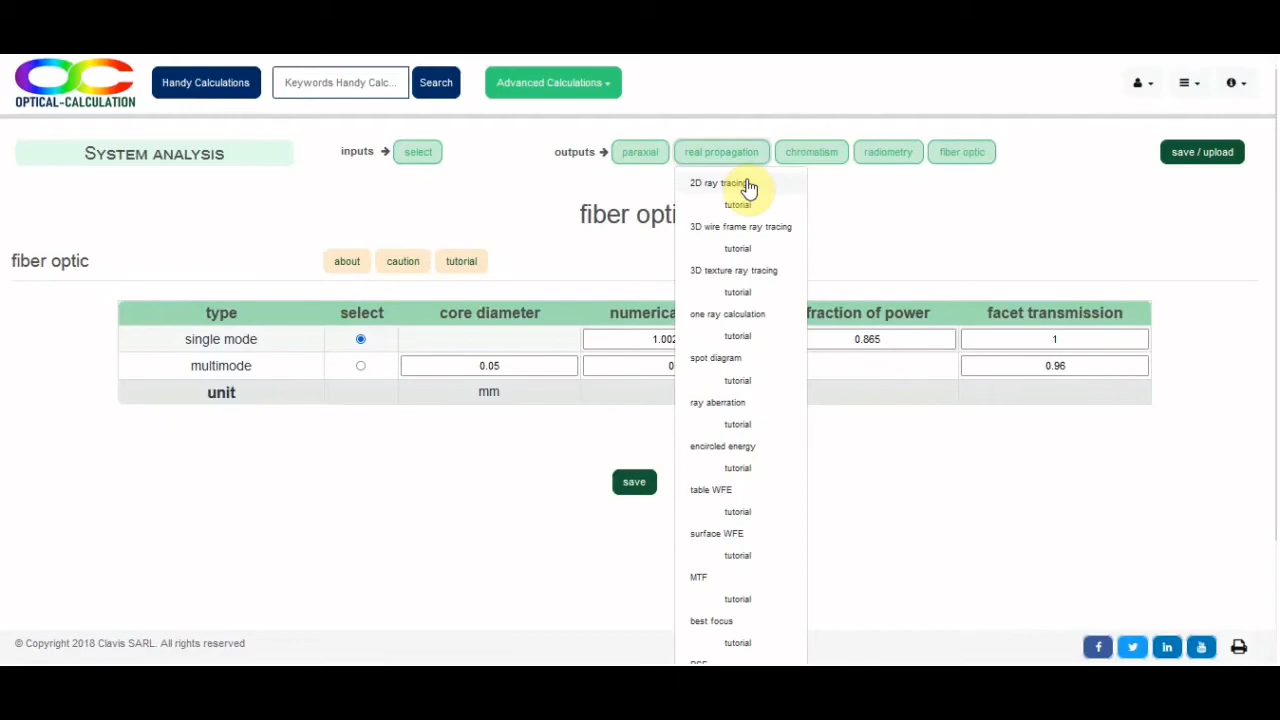 OPTICAL-CALCULATION
Handy Calculations
Keywords Handy Calc...
Search
Advanced Calculations
SYSTEM ANALYSIS
inputs
select
outputs
paraxial
real propagation
chromatism
radiometry
fiber optic
save / upload
fiber opti
fiber optic
about
caution
tutorial
type
select
core diameter
numerica
fraction of power
facet transmission
single mode
1.002
0.865
1
multimode
0.05
0
0.96
unit
mm
save
2D ray tracing
tutorial
3D wire frame ray tracing
tutorial
3D texture ray tracing
tutorial
one ray calculation
tutorial
spot diagram
tutorial
ray aberration
tutorial
encircled energy
tutorial
table WFE
tutorial
surface WFE
tutorial
MTF
tutorial
best focus
tutorial
© Copyright 2018 Clavis SARL. All rights reserved